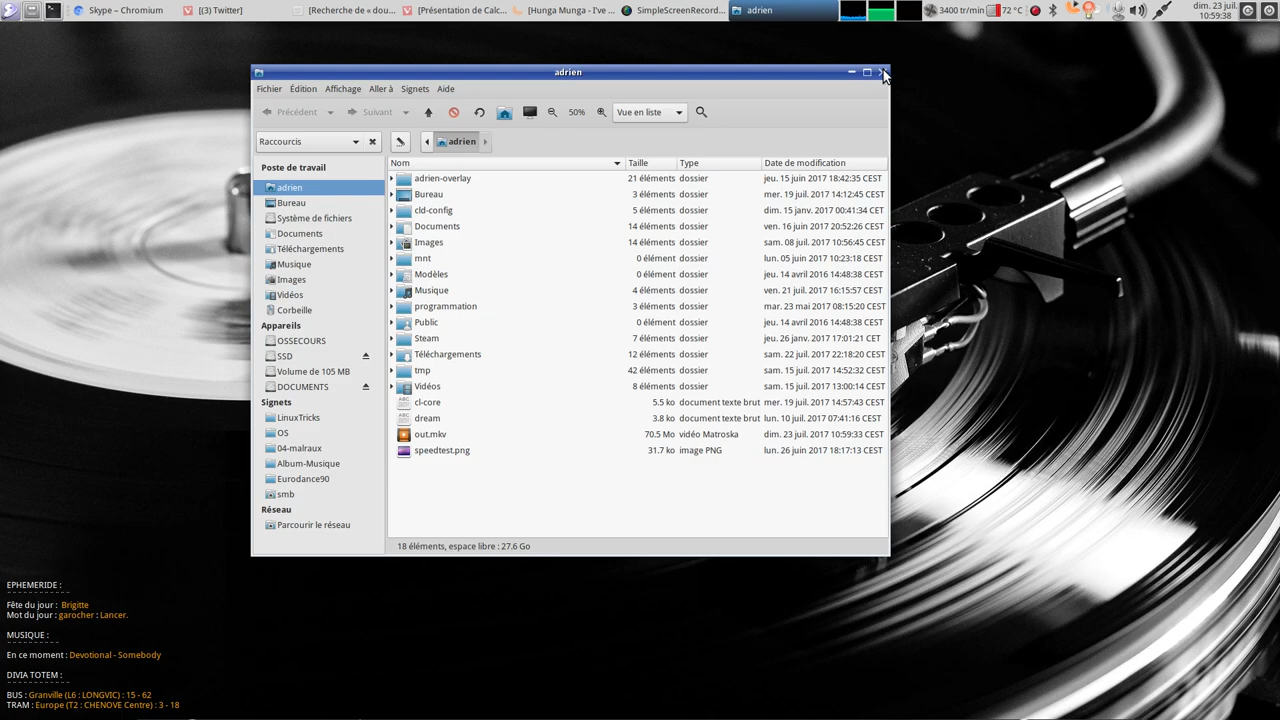 Skype – Chromium
[(3) Twitter]
[Recherche de « dou...
[Présentation de Calc...
[Hunga Munga - I've ...
SimpleScreenRecord...
adrien
3400 tr/min
72 °C
dim. 23 juil.
10:59:38
adrien
Fichier Édition Affichage Aller à Signets Aide
Précédent Suivant 50% Vue en liste
Raccourcis adrien
Poste de travail
adrien
Bureau
Système de fichiers
Documents
Téléchargements
Musique
Images
Vidéos
Corbeille
Appareils
OSSECOURS
SSD
Volume de 105 MB
DOCUMENTS
Signets
LinuxTricks
OS
04-malraux
Album-Musique
Eurodance90
smb
Réseau
Parcourir le réseau
Nom Taille Type Date de modification
adrien-overlay 21 éléments dossier jeu. 15 juin 2017 18:42:35 CEST
Bureau 3 éléments dossier mer. 19 juil. 2017 14:12:45 CEST
cld-config 5 éléments dossier dim. 15 janv. 2017 00:41:34 CET
Documents 14 éléments dossier ven. 16 juin 2017 20:52:26 CEST
Images 14 éléments dossier sam. 08 juil. 2017 10:56:45 CEST
mnt 0 élément dossier lun. 05 juin 2017 10:23:18 CEST
Modèles 0 élément dossier jeu. 14 avril 2016 14:48:38 CEST
Musique 4 éléments dossier ven. 21 juil. 2017 16:15:57 CEST
programmation 3 éléments dossier mar. 23 mai 2017 08:15:20 CEST
Public 0 élément dossier jeu. 14 avril 2016 14:48:38 CEST
Steam 7 éléments dossier jeu. 26 janv. 2017 17:01:21 CET
Téléchargements 12 éléments dossier sam. 22 juil. 2017 22:18:20 CEST
tmp 42 éléments dossier sam. 15 juil. 2017 14:52:32 CEST
Vidéos 8 éléments dossier sam. 15 juil. 2017 13:00:14 CEST
cl-core 5.5 ko document texte brut mer. 19 juil. 2017 14:57:43 CEST
dream 3.8 ko document texte brut lun. 10 juil. 2017 07:41:16 CEST
out.mkv 70.5 Mo vidéo Matroska dim. 23 juil. 2017 10:59:33 CEST
speedtest.png 31.7 ko image PNG lun. 26 juin 2017 18:17:13 CEST
18 éléments, espace libre : 27.6 Go
EPHEMERIDE :
Fête du jour : Brigitte
Mot du jour : garocher : Lancer.
MUSIQUE :
En ce moment : Devotional - Somebody
DIVIA TOTEM :
BUS : Granville (L6 : LONGVIC) : 15 - 62
TRAM : Europe (T2 : CHENOVE Centre) : 3 - 18